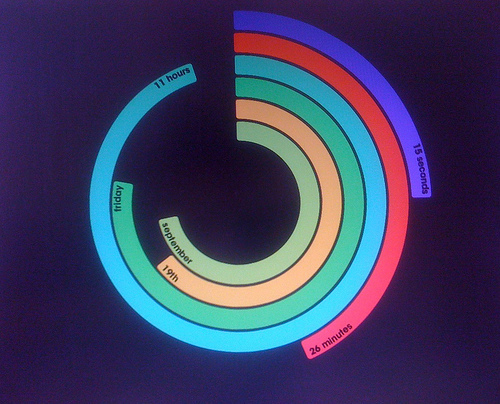 11 hours
15 seconds
friday
september
19th
26 minutes